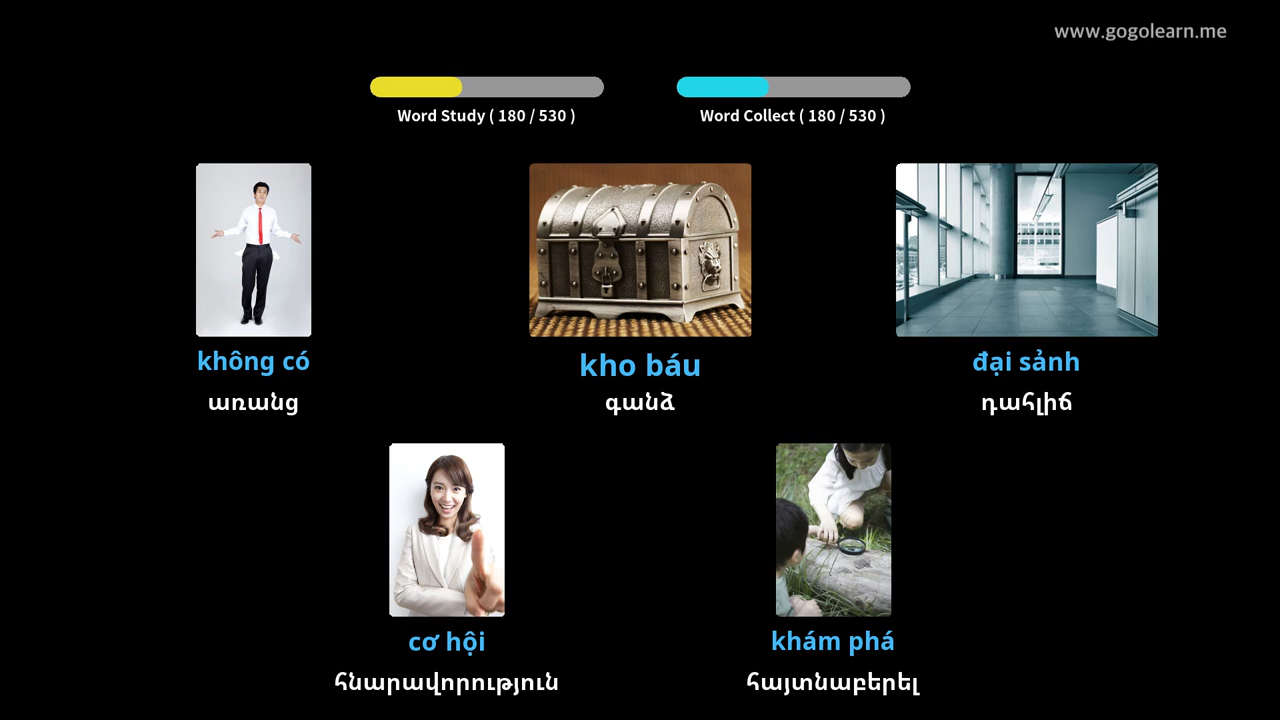 www.gogolearn.me
Word Study ( 180 / 530 )
Word Collect ( 180 / 530 )
không có
առանց
kho báu
գանձ
đại sảnh
դահլիճ
cơ hội
հնարավորություն
khám phá
հայտնաբերել